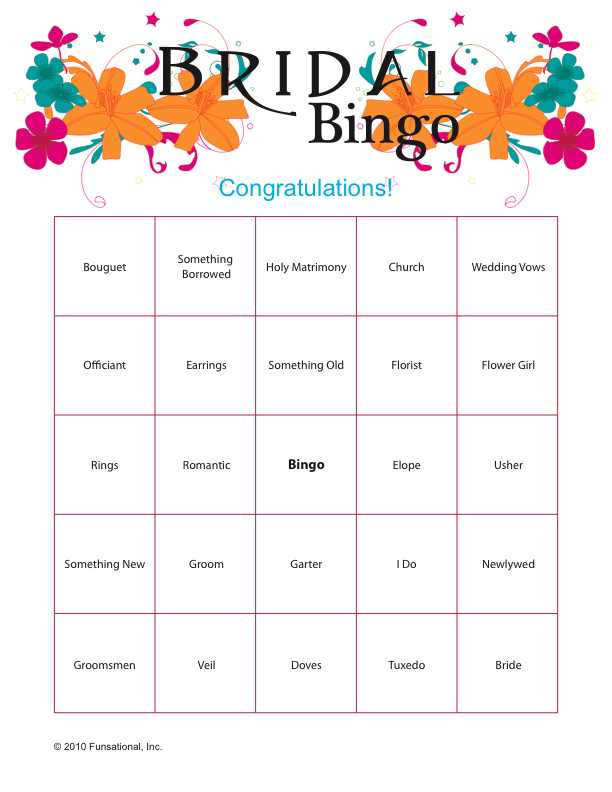 BRIDAL
Bingo
Congratulations!
Bouquet
Something
Borrowed
Holy Matrimony
Church
Wedding Vows
Officiant
Earrings
Something Old
Florist
Flower Girl
Rings
Romantic
Bingo
Elope
Usher
Something New
Groom
Garter
I Do
Newlywed
Groomsmen
Veil
Doves
Tuxedo
Bride
© 2010 Funsational, Inc.